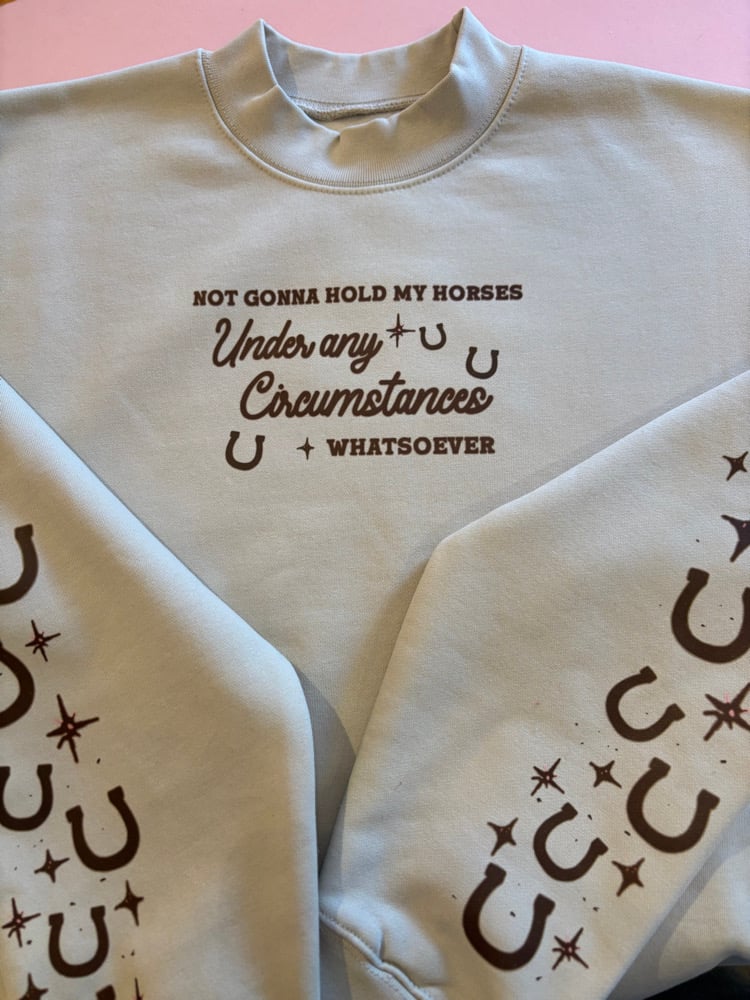 NOT GONNA HOLD MY HORSES
Under any
Circumstances
WHATSOEVER